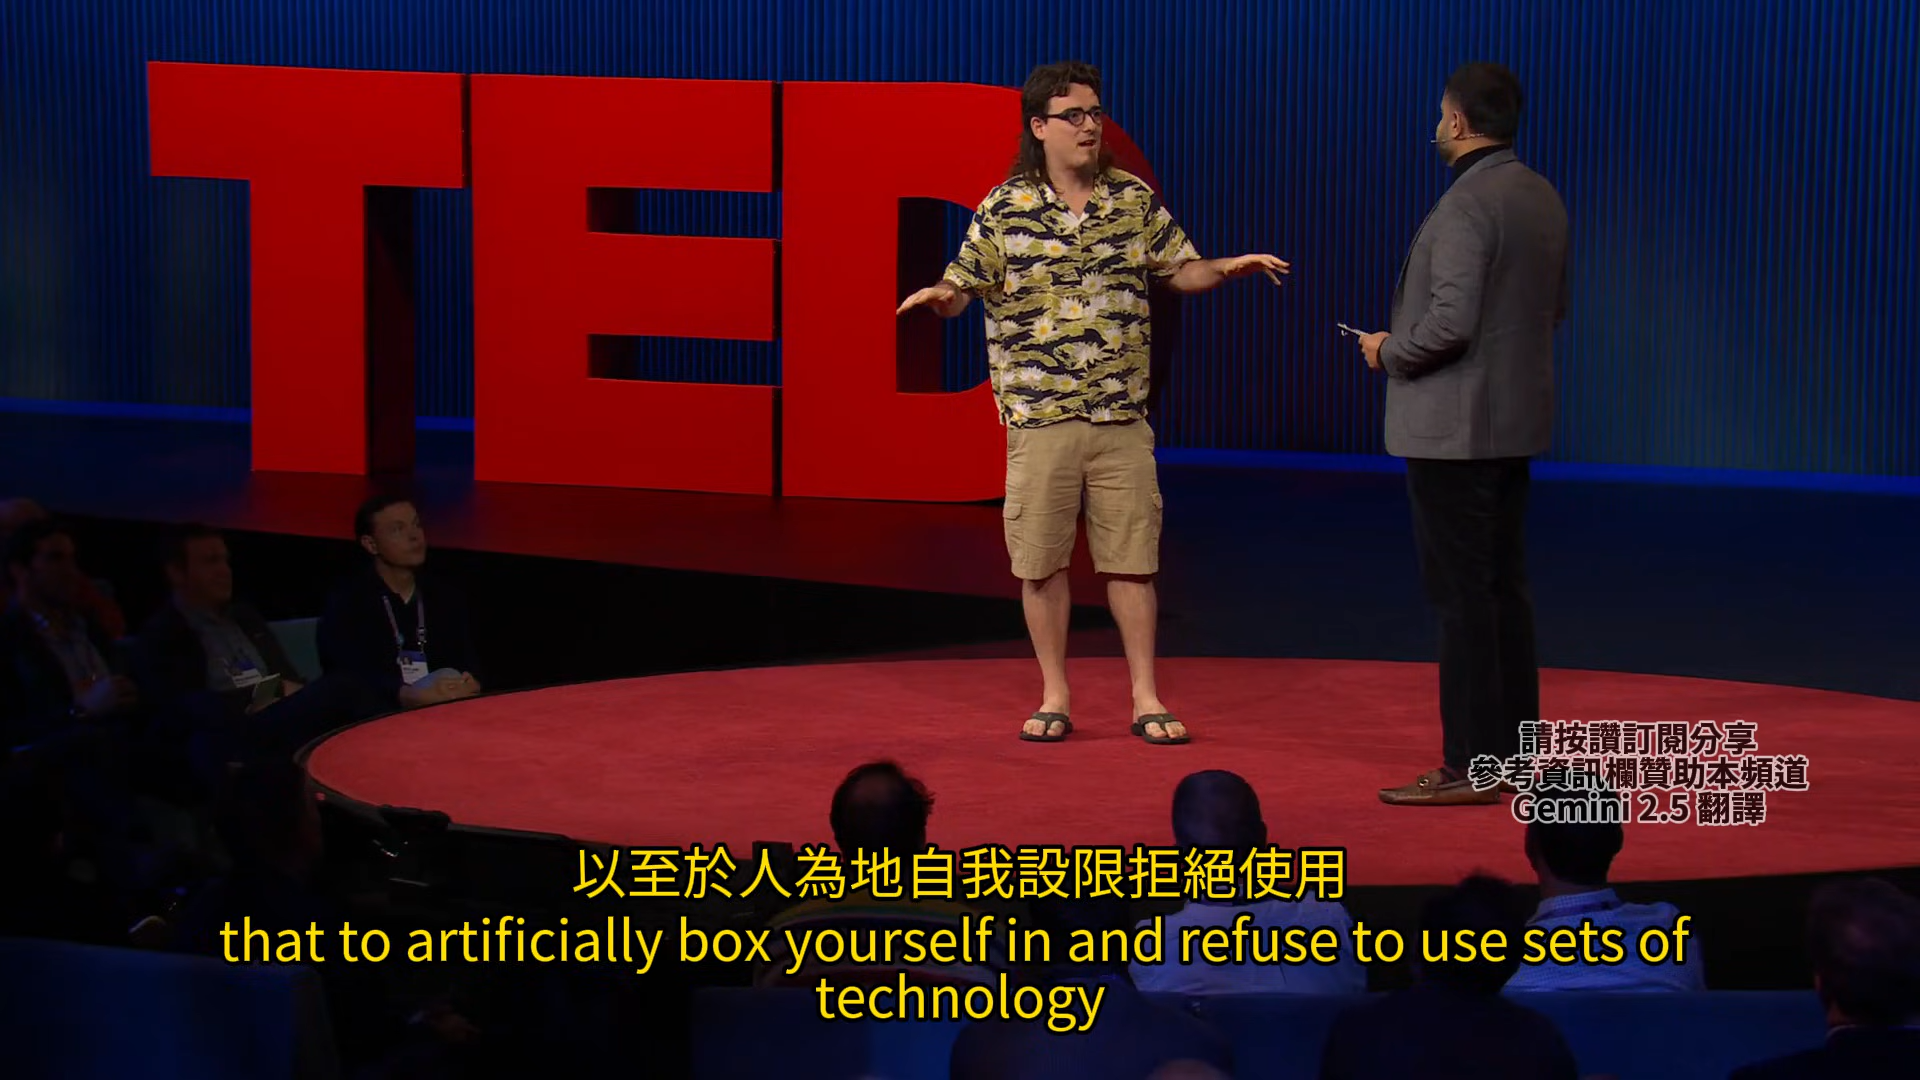 TED
請按讚訂閱分享
參考資訊欄贊助本頻道
Gemini 2.5 翻譯
以至於人為地自我設限拒絕使用
that to artificially box yourself in and refuse to use sets of
technology